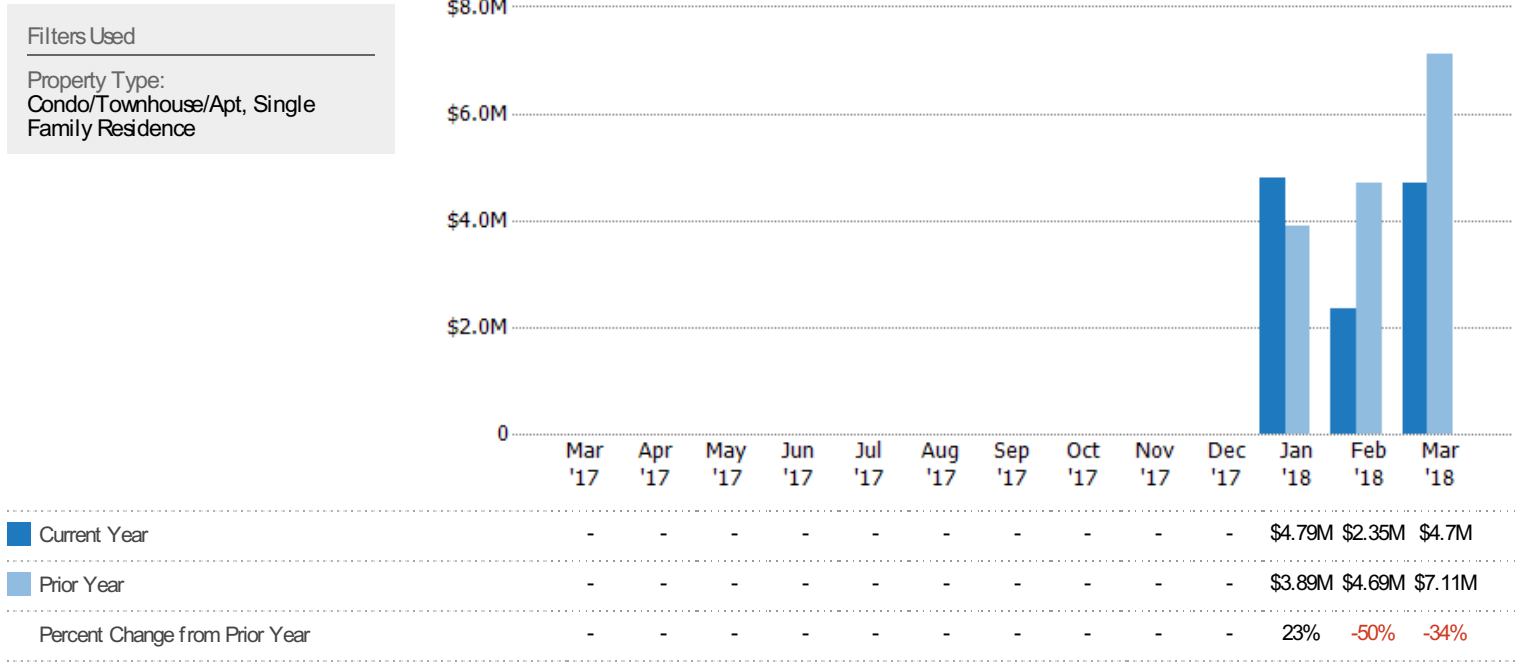 Filters Used
Property Type:
Condo/Townhouse/Apt, Single
Family Residence
$8.0M
$6.0M
$4.0M
$2.0M
0
Mar Apr May Jun Jul Aug Sep Oct Nov Dec Jan Feb Mar
'17 '17 '17 '17 '17 '17 '17 '17 '17 '17 '18 '18 '18
Current Year - - - - - - - - - - $4.79M $2.35M $4.7M
Prior Year - - - - - - - - - - $3.89M $4.69M $7.11M
Percent Change from Prior Year - - - - - - - - - - 23% -50% -34%